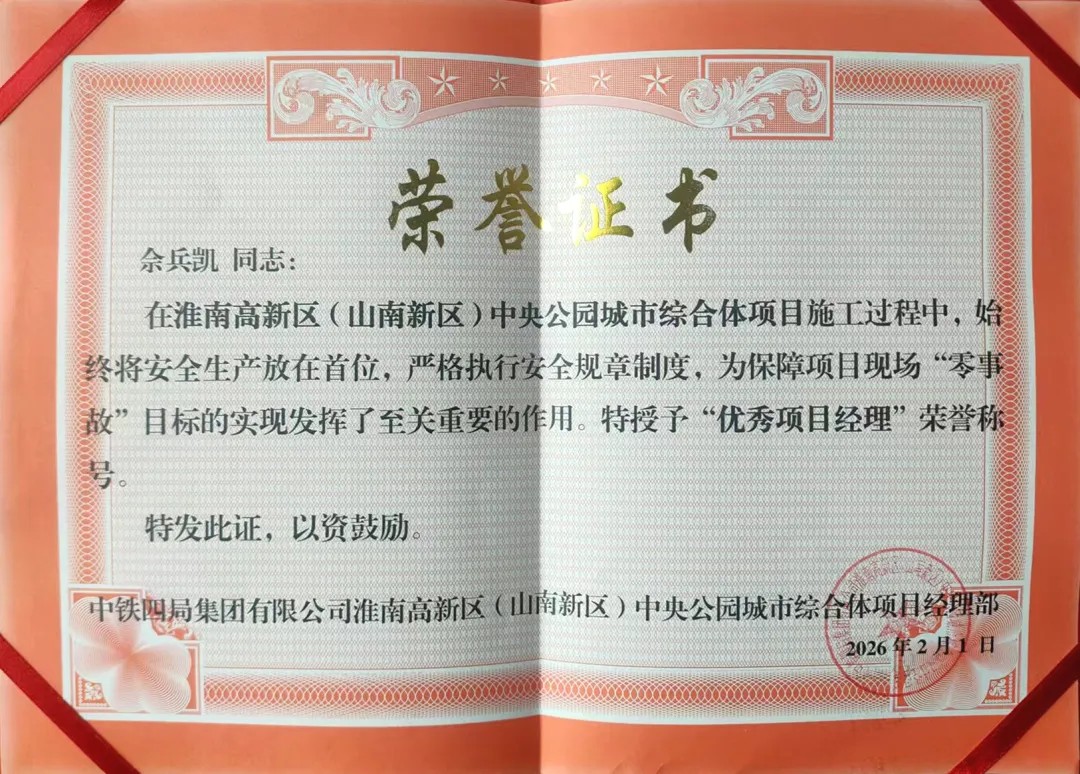 荣誉证书
佘兵凯 同志：
在淮南高新区（山南新区）中央公园城市综合体项目施工过程中，始
终将安全生产放在首位，严格执行安全规章制度，为保障项目现场“零事
故”目标的实现发挥了至关重要的作用。特授予“优秀项目经理”荣誉称
号。
特发此证，以资鼓励。
中铁四局集团有限公司淮南高新区（山南新区）中央公园城市综合体项目经理部
2026 年 2 月 1 日